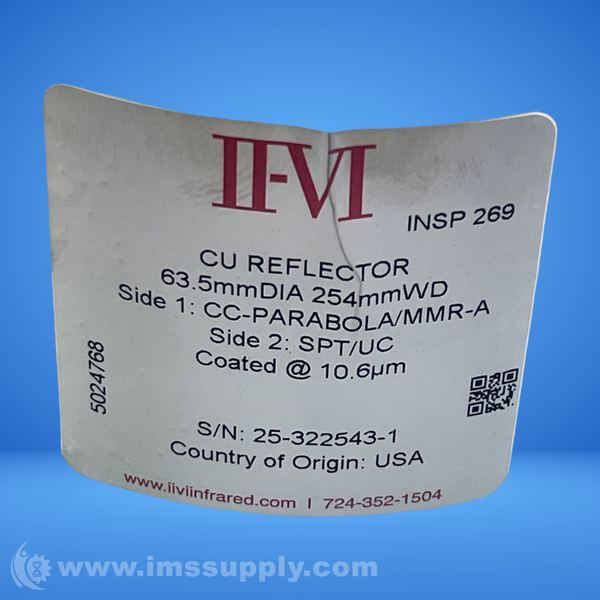 II-VI
INSP 269
CU REFLECTOR
63.5mmDIA 254mmWD
Side 1: CC-PARABOLA/MMR-A
Side 2: SPT/UC
Coated @ 10.6µm
5024768
S/N: 25-322543-1
Country of Origin: USA
www.iiviinfrared.com | 724-352-1504
www.imssupply.com